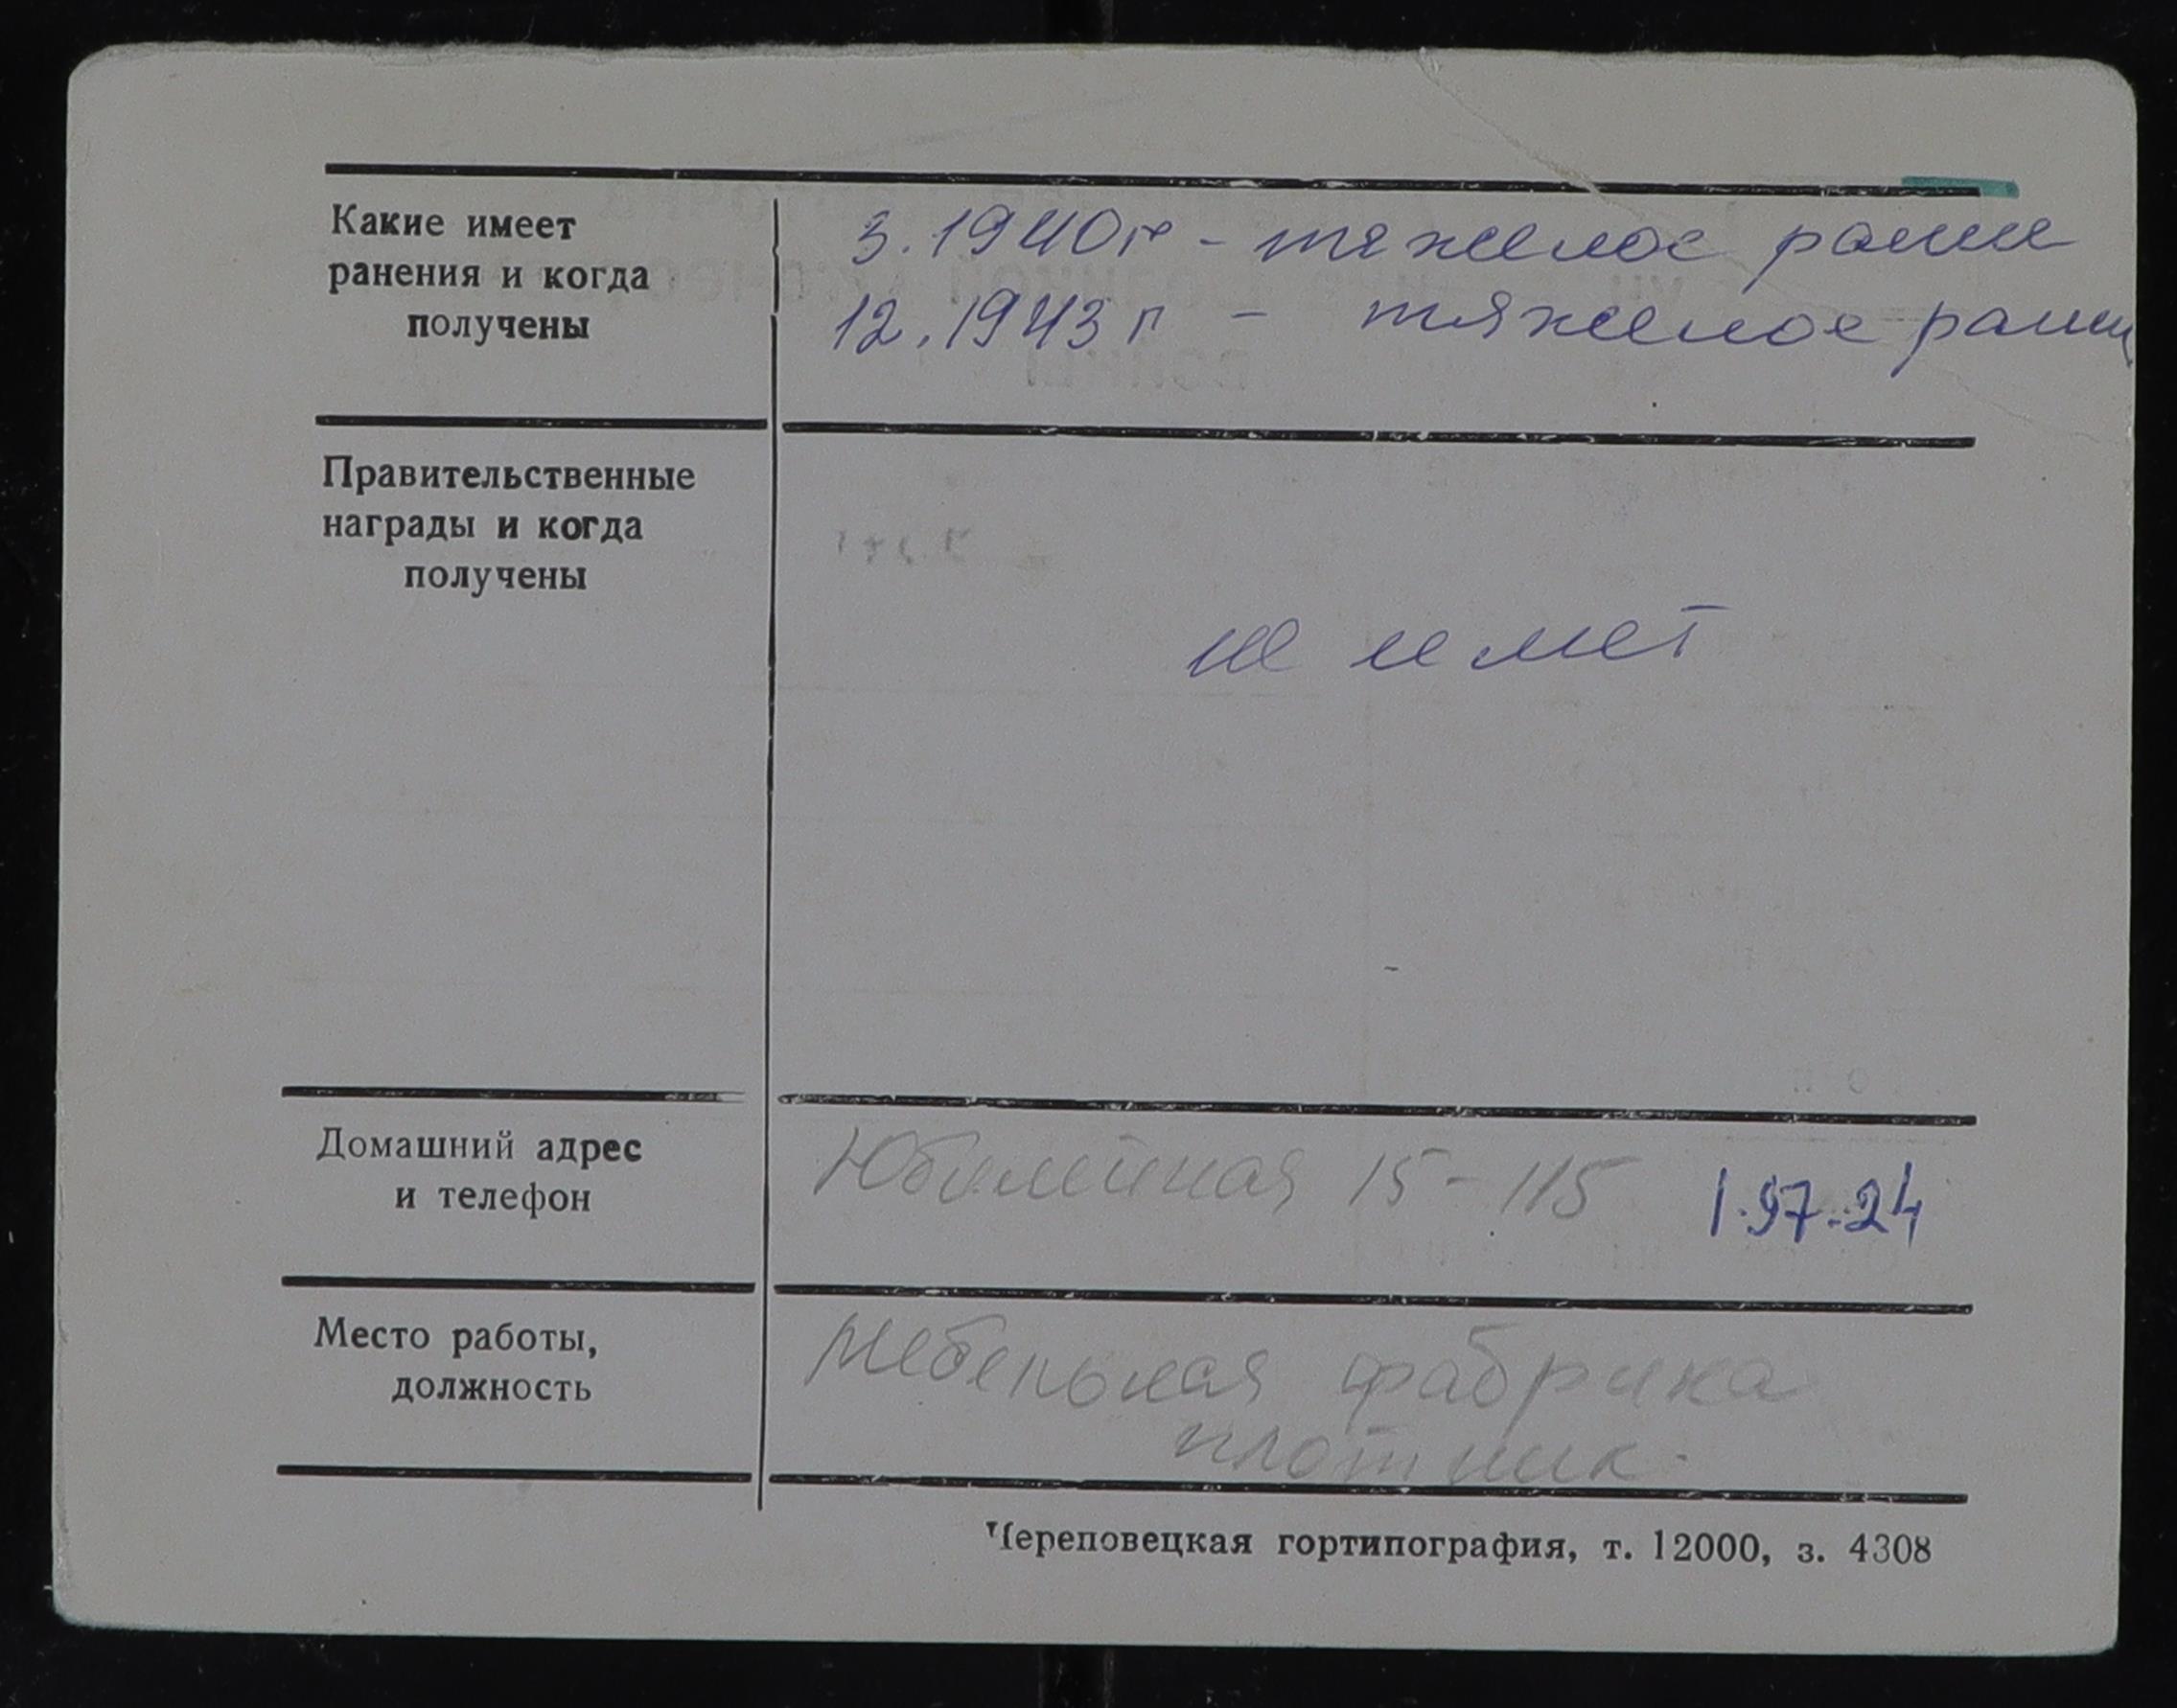 Какие имеет
ранения и когда
получены
3.1940г - тяжелое ранен
12.1943г - тяжелое ранен
Правительственные
награды и когда
получены
не имеет
Домашний адрес
и телефон
Юбилейная 15-115 1-97-24
Место работы,
должность
Мебельная фабрика
плотник.
Череповецкая гортипография, т. 12000, з. 4308